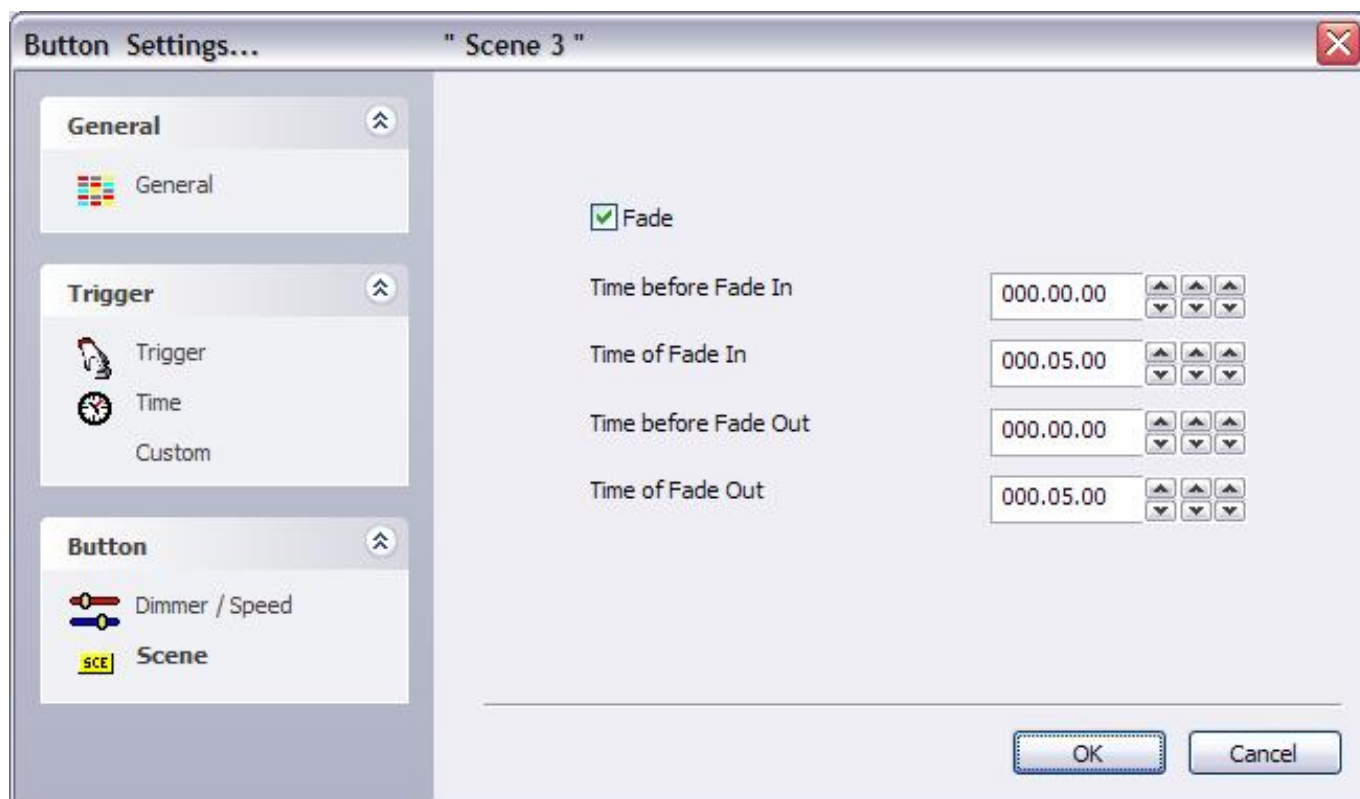 Button Settings... " Scene 3 "
General
General
Trigger
Trigger
Time
Custom
Button
Dimmer / Speed
SCE
Scene
Fade
Time before Fade In 000.00.00
Time of Fade In 000.05.00
Time before Fade Out 000.00.00
Time of Fade Out 000.05.00
OK Cancel